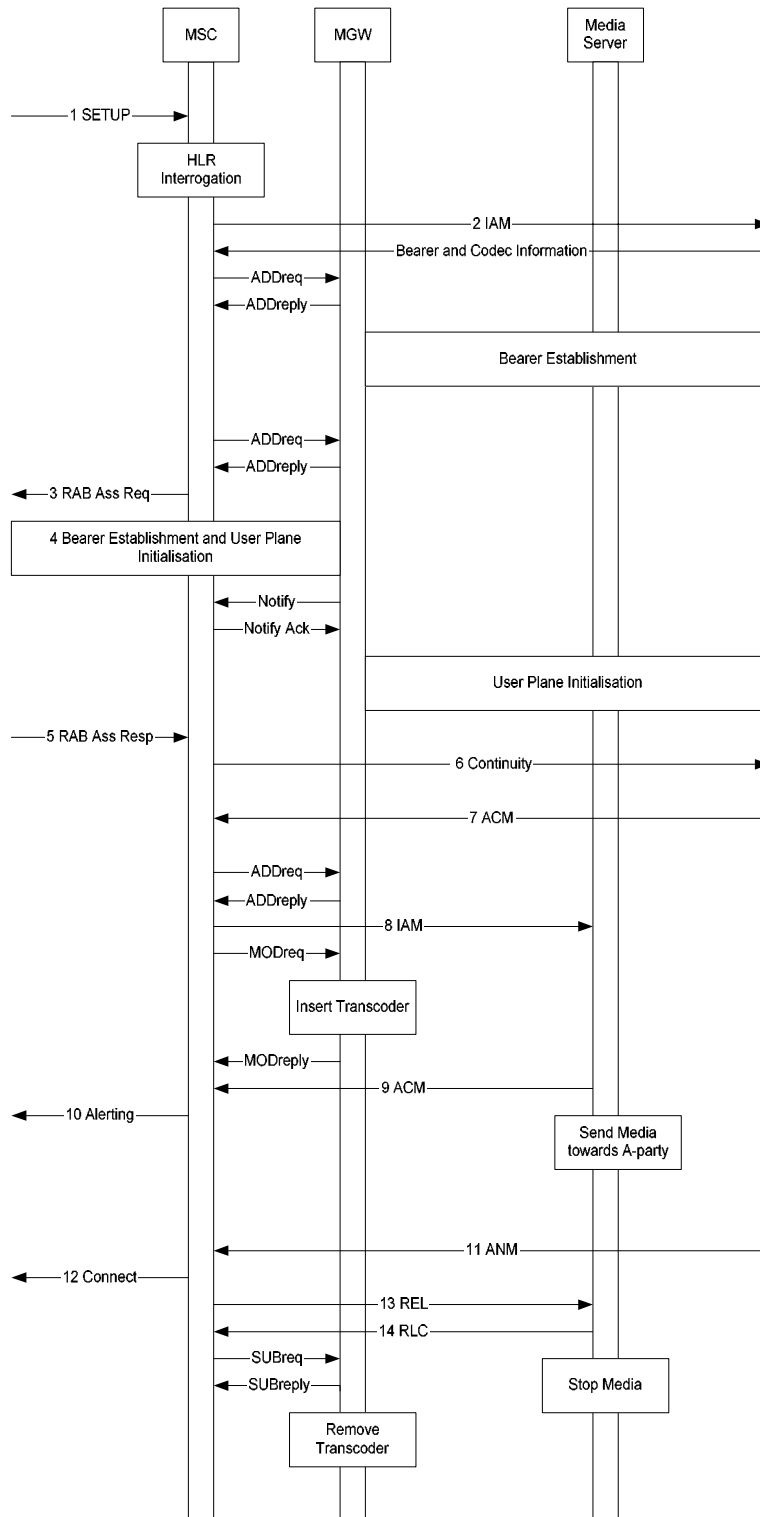 MSC
MGW
Media
Server
1 SETUP
HLR
Interrogation
2 IAM
Bearer and Codec Information
ADDreq
ADDreply
Bearer Establishment
ADDreq
ADDreply
3 RAB Ass Req
4 Bearer Establishment and User Plane
Initialisation
Notify
Notify Ack
User Plane Initialisation
5 RAB Ass Resp
6 Continuity
7 ACM
ADDreq
ADDreply
8 IAM
MODreq
Insert Transcoder
MODreply
9 ACM
10 Alerting
Send Media
towards A-party
11 ANM
12 Connect
13 REL
14 RLC
SUBreq
SUBreply
Stop Media
Remove
Transcoder